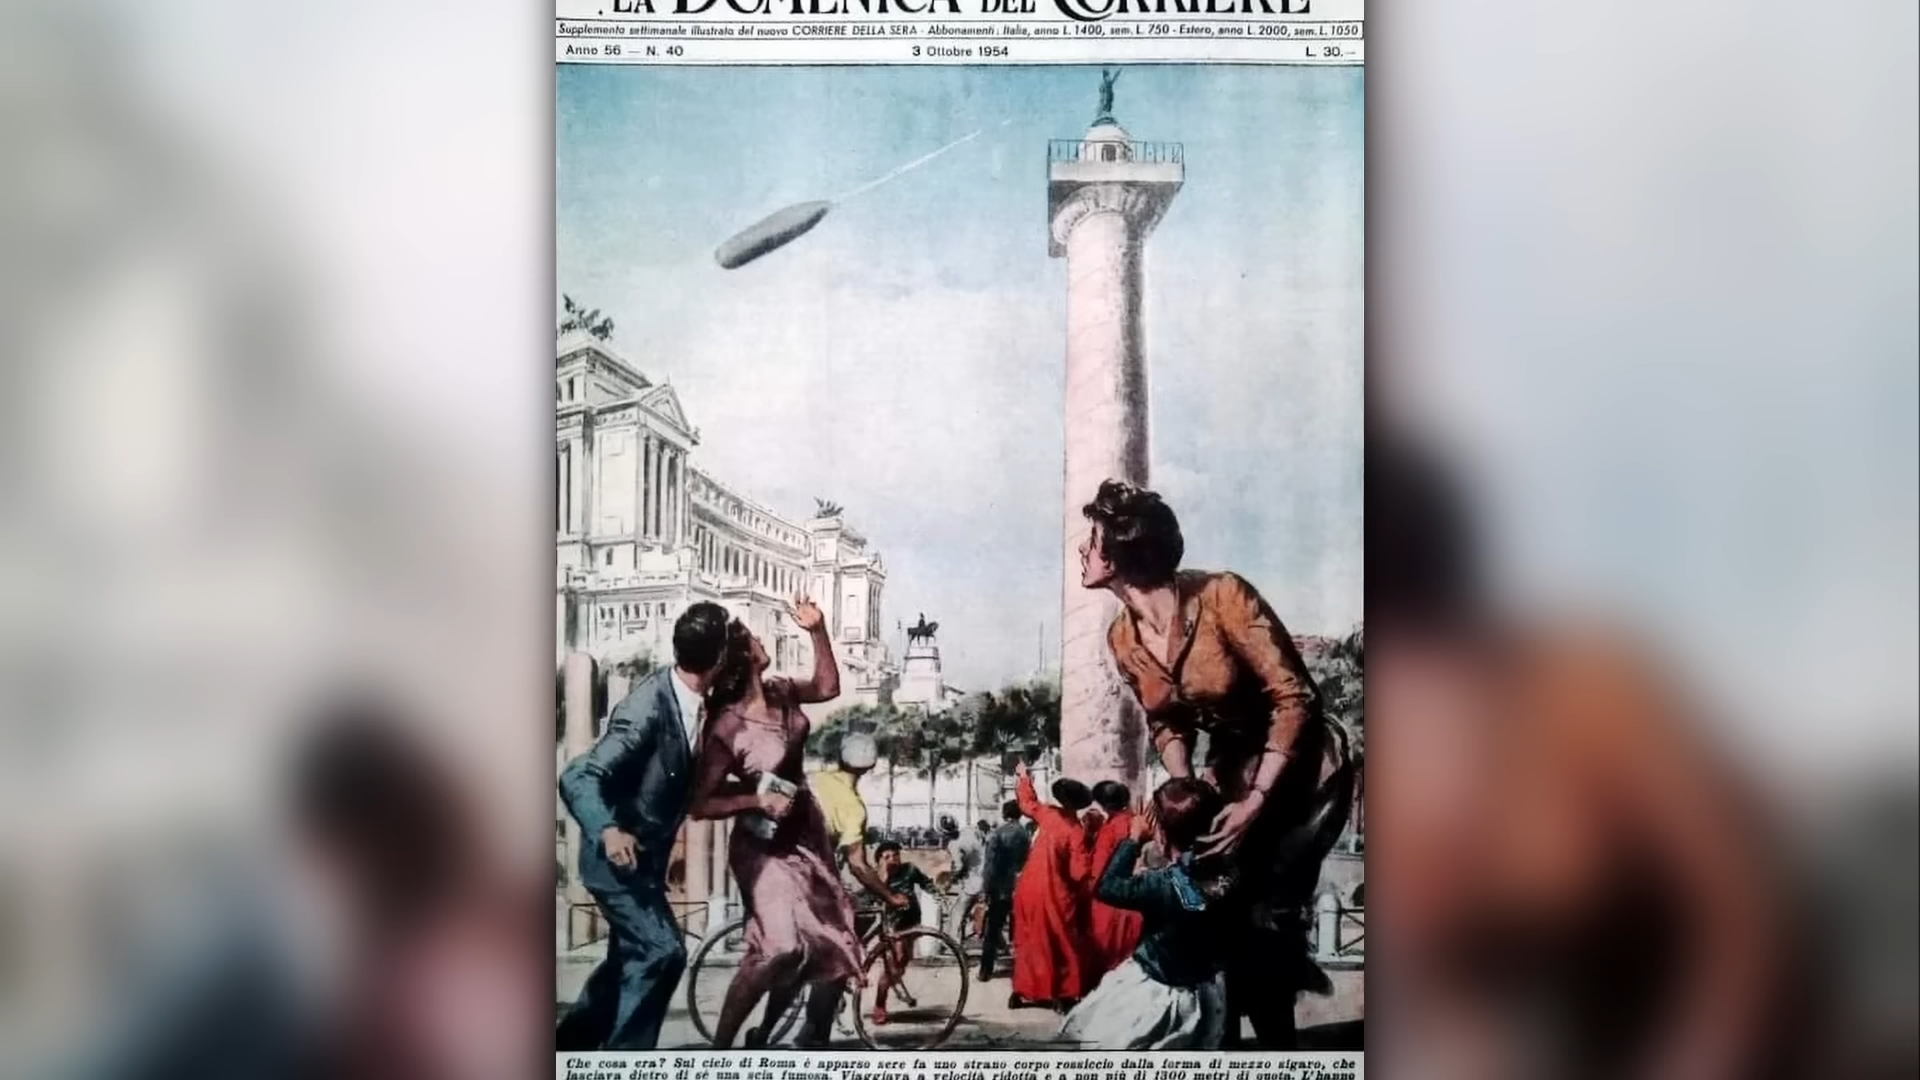 LA DOMENICA DEL CORRIERE
Supplemento settimanale illustrato del nuovo CORRIERE DELLA SERA - Abbonamenti: Italia, anno L. 1400, sem. L. 750 - Estero, anno L. 2000, sem. L. 1050
Anno 56 — N. 40 3 Ottobre 1954 L. 30.—
Che cosa era? Sul cielo di Roma è apparso sere fa uno strano corpo rossiccio dalla forma di mezzo sigaro, che
lasciava dietro di sé una scia fumosa. Viaggiava a velocità ridotta e a non più di 1300 metri di quota. L'hanno